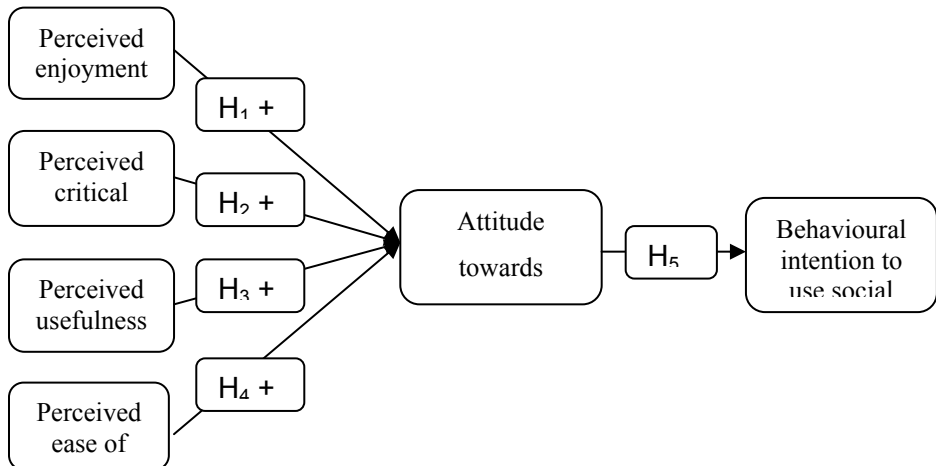 Perceived
enjoyment
H₁ +
Perceived
critical
H₂ +
Perceived
usefulness
H₃ +
Perceived
ease of
H₄ +
Attitude
towards
H₅
Behavioural
intention to
use social